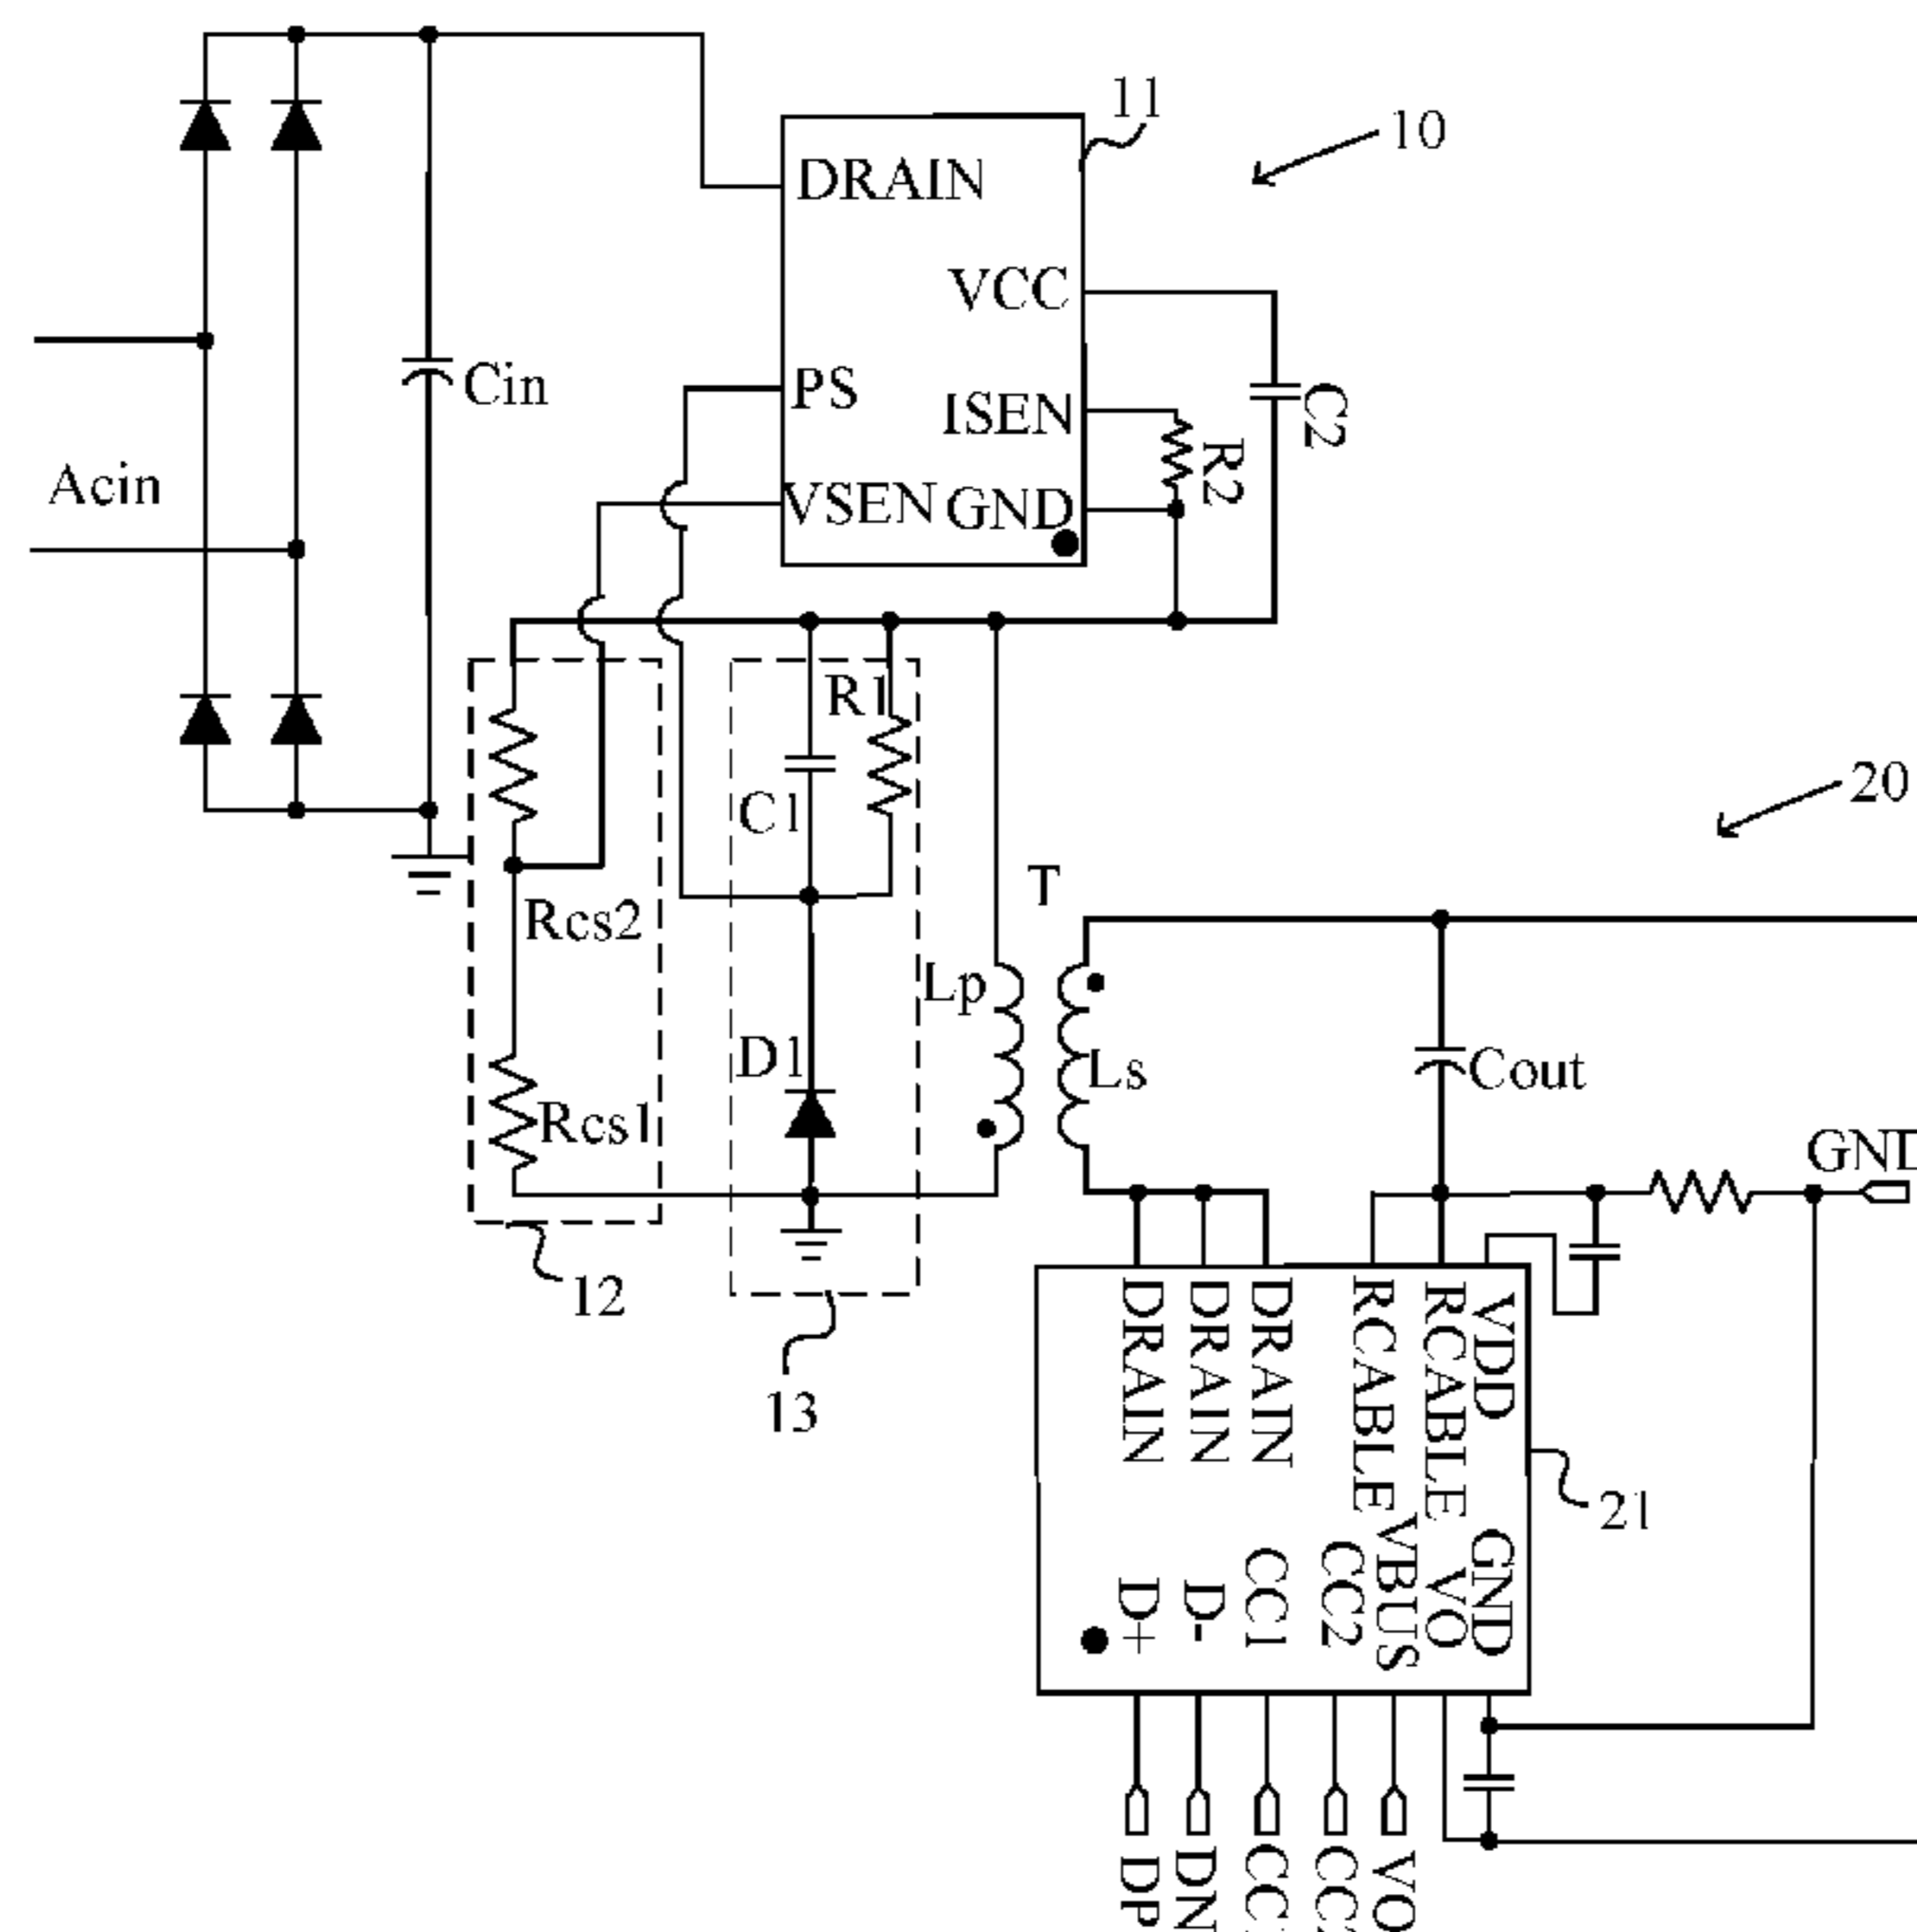 11
10
DRAIN
VCC
Cin
PS
ISEN
C2
R2
Acin
VSEN
GND
R1
20
C1
T
Rcs2
Lp
D1
Ls
Cout
Rcs1
GND
12
DRAIN
DRAIN
DRAIN
RCABLE
RCABLE
VDD
13
21
D+
D-
CC1
CC2
VBUS
VO
GND
DP
DN
VO